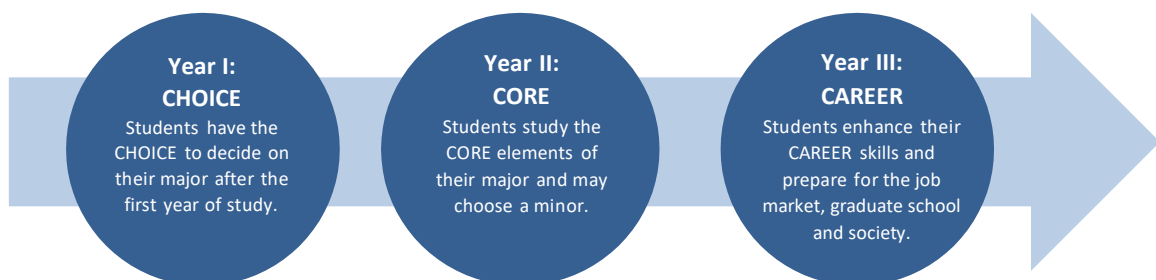 Year I:
CHOICE
Students have the
CHOICE to decide on
their major after the
first year of study.
Year II:
CORE
Students study the
CORE elements of
their major and may
choose a minor.
Year III:
CAREER
Students enhance their
CAREER skills and
prepare for the job
market, graduate school
and society.